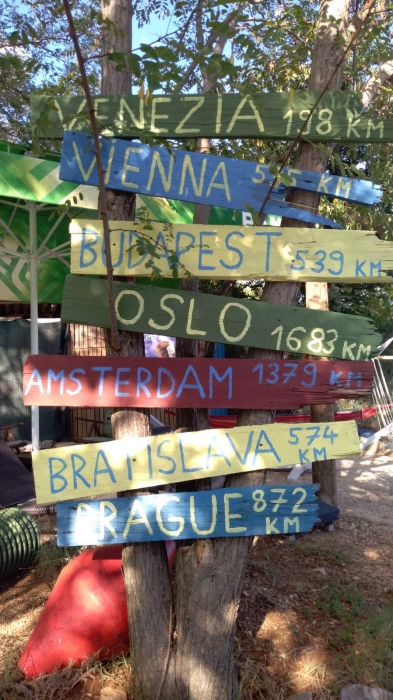 VENEZIA 198 KM
VIENNA KM
BUDAPEST 539 KM
OSLO 1683 KM
AMSTERDAM 1379 KM
BRATISLAVA 574
KM
PRAGUE 872
KM